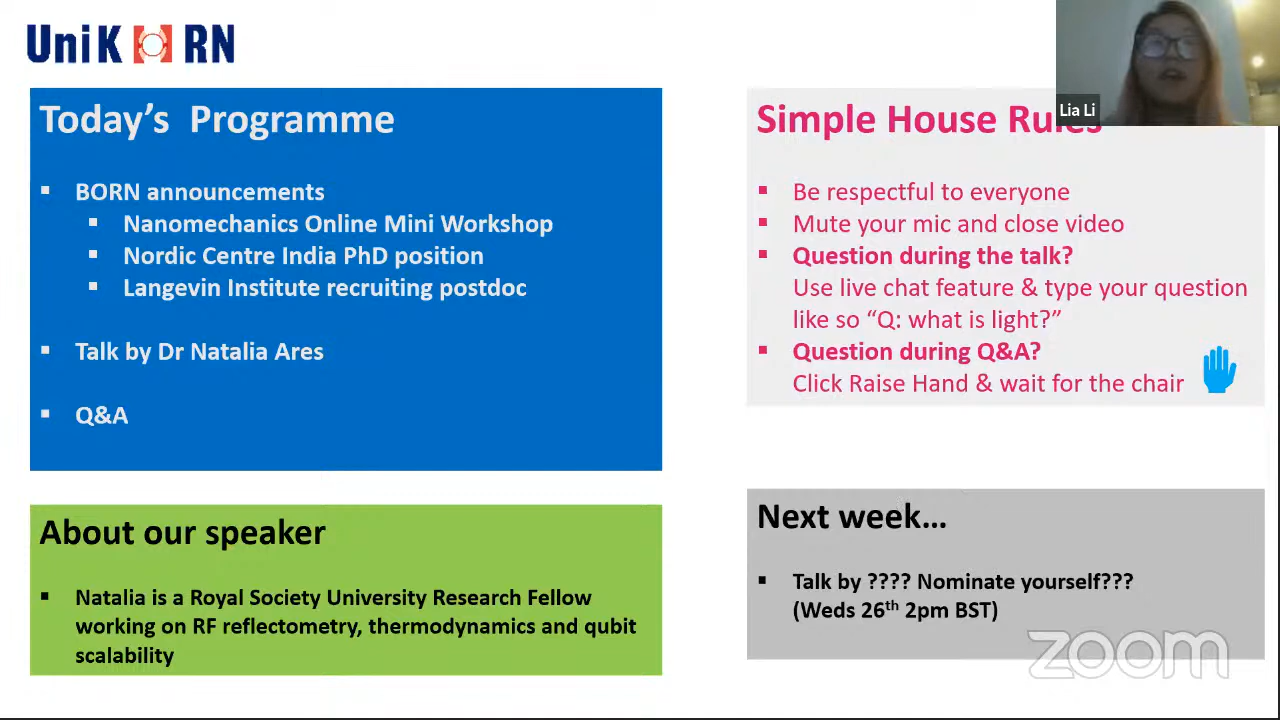 UniK RN
Lia Li
Today's Programme
BORN announcements
Nanomechanics Online Mini Workshop
Nordic Centre India PhD position
Langevin Institute recruiting postdoc
Talk by Dr Natalia Ares
Q&A
Simple House Rules
Be respectful to everyone
Mute your mic and close video
Question during the talk?
Use live chat feature & type your question
like so “Q: what is light?”
Question during Q&A?
Click Raise Hand & wait for the chair
About our speaker
Natalia is a Royal Society University Research Fellow
working on RF reflectometry, thermodynamics and qubit
scalability
Next week…
Talk by ???? Nominate yourself???
(Weds 26th 2pm BST)
zoom